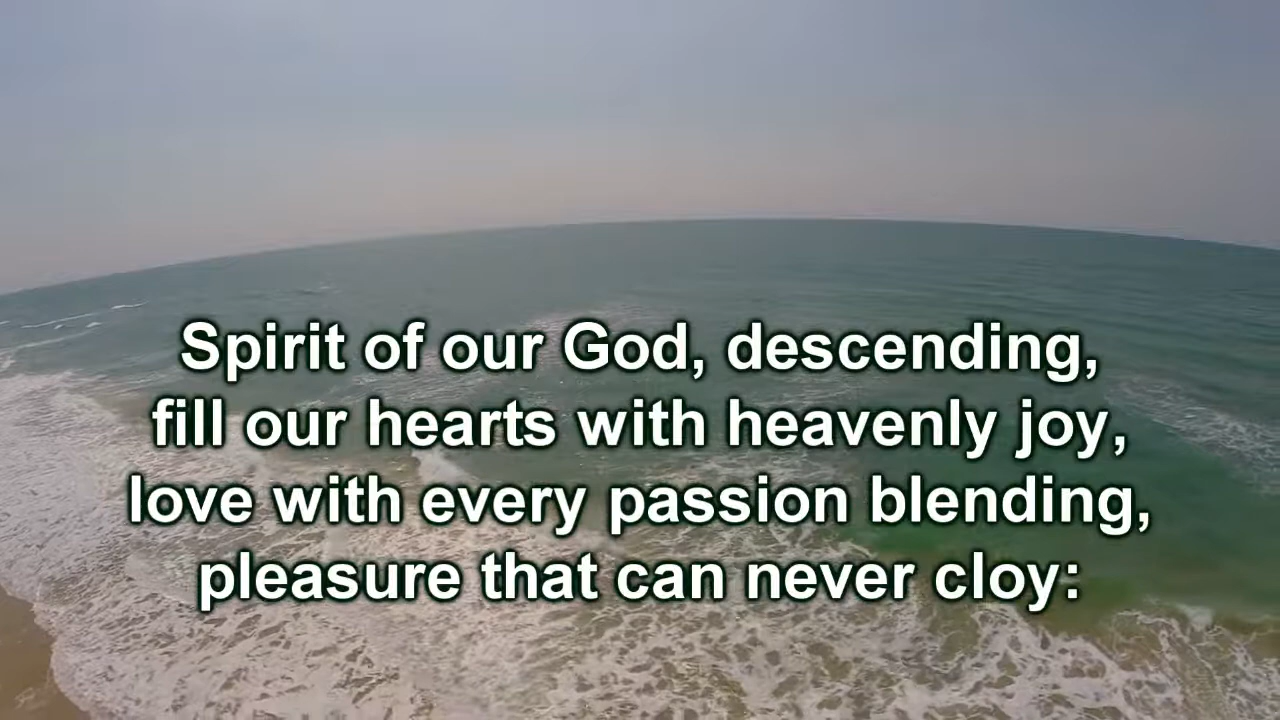 Spirit of our God, descending,
fill our hearts with heavenly joy,
love with every passion blending,
pleasure that can never cloy: